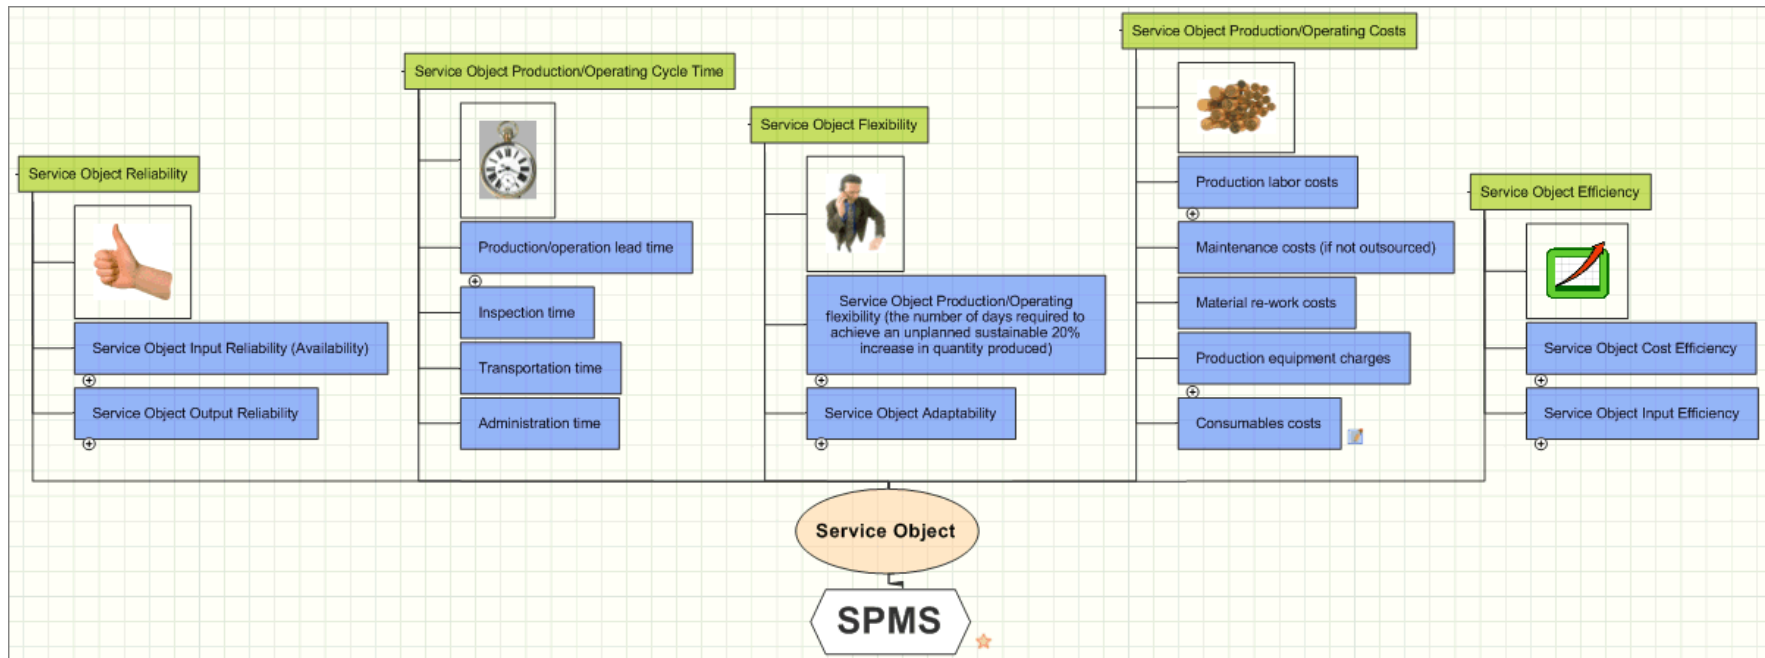 Service Object Reliability
Service Object Input Reliability (Availability)
Service Object Output Reliability
Service Object Production/Operating Cycle Time
Production/operation lead time
Inspection time
Transportation time
Administration time
Service Object Flexibility
Service Object Production/Operating
flexibility (the number of days required to
achieve an unplanned sustainable 20%
increase in quantity produced)
Service Object Adaptability
Service Object Production/Operating Costs
Production labor costs
Maintenance costs (if not outsourced)
Material re-work costs
Production equipment charges
Consumables costs
Service Object Efficiency
Service Object Cost Efficiency
Service Object Input Efficiency
Service Object
SPMS